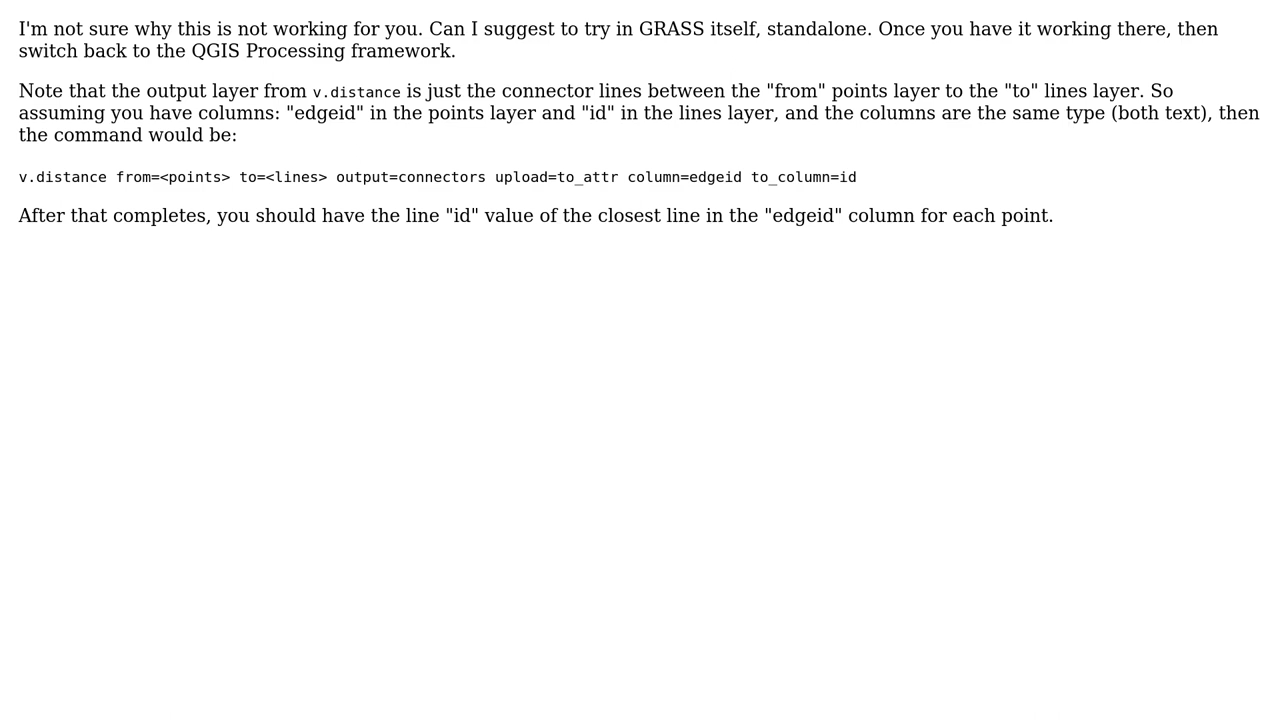 I'm not sure why this is not working for you. Can I suggest to try in GRASS itself, standalone. Once you have it working there, then
switch back to the QGIS Processing framework.
Note that the output layer from v.distance is just the connector lines between the "from" points layer to the "to" lines layer. So
assuming you have columns: "edgeid" in the points layer and "id" in the lines layer, and the columns are the same type (both text), then
the command would be:
v.distance from=<points> to=<lines> output=connectors upload=to_attr column=edgeid to_column=id
After that completes, you should have the line "id" value of the closest line in the "edgeid" column for each point.